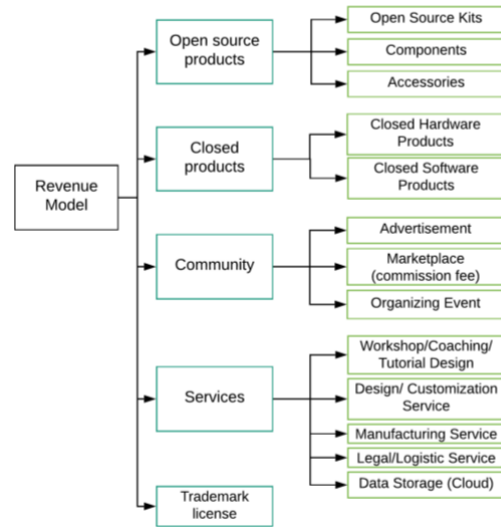 Revenue
Model
Open source
products
Open Source Kits
Components
Accessories
Closed
products
Closed Hardware
Products
Closed Software
Products
Community
Advertisement
Marketplace
(commission fee)
Organizing Event
Services
Workshop/Coaching/
Tutorial Design
Design/ Customization
Service
Manufacturing Service
Legal/Logistic Service
Data Storage (Cloud)
Trademark
license